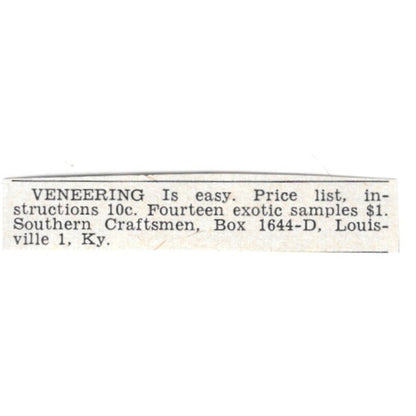 VENEERING Is easy. Price list, in-
structions 10c. Fourteen exotic samples $1.
Southern Craftsmen, Box 1644-D, Louis-
ville 1, Ky.